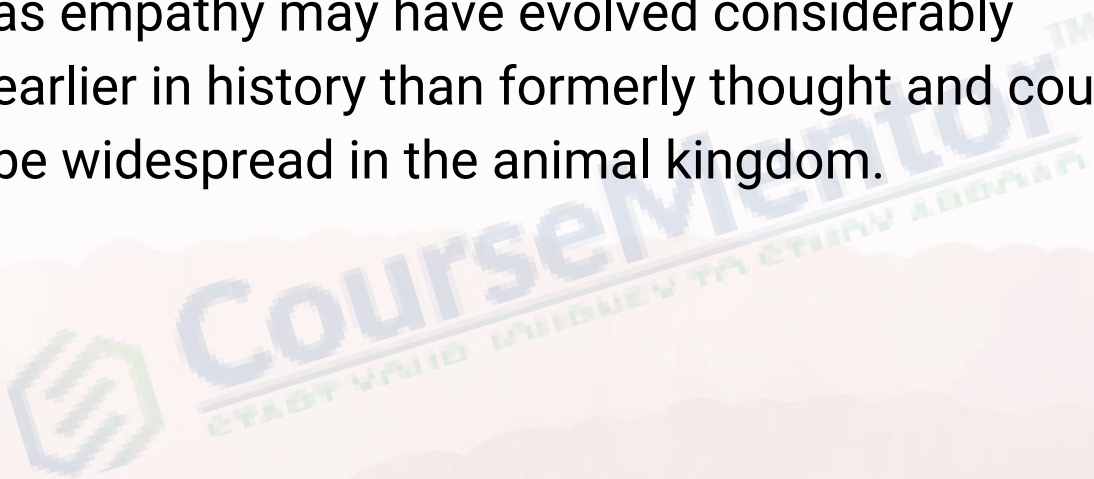 as empathy may have evolved considerably
earlier in history than formerly thought and cou
be widespread in the animal kingdom.
CourseMentor™